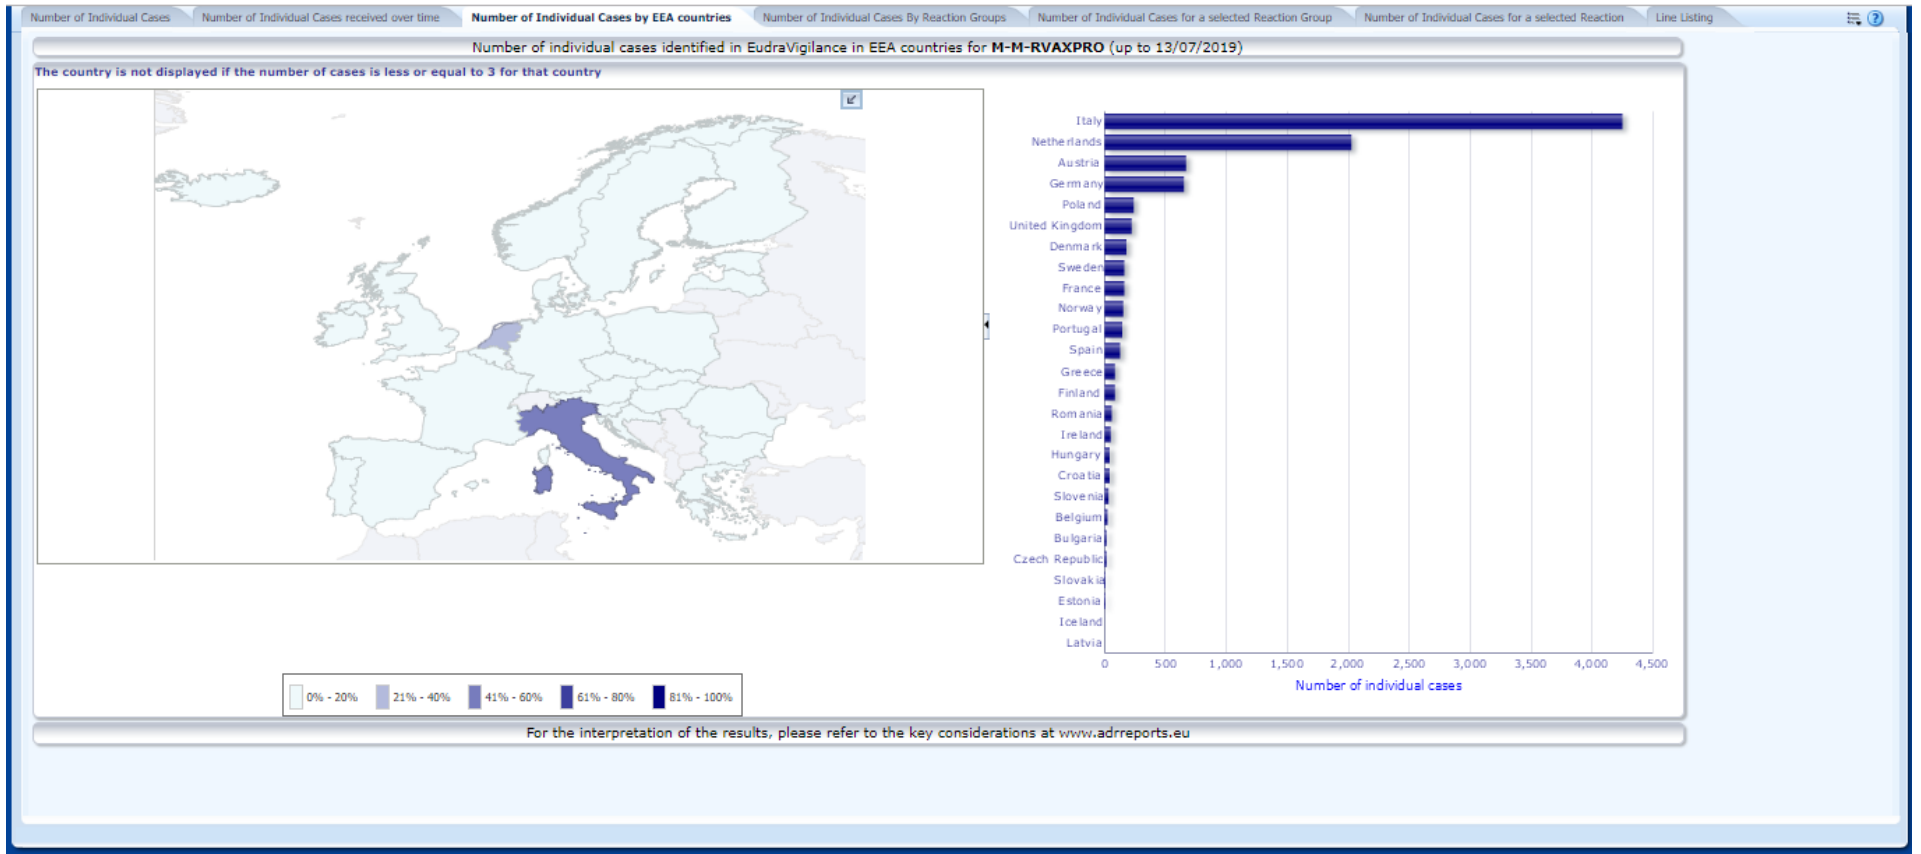 Number of Individual Cases
Number of Individual Cases received over time
Number of Individual Cases by EEA countries
Number of Individual Cases By Reaction Groups
Number of Individual Cases for a selected Reaction Group
Number of Individual Cases for a selected Reaction
Line Listing
Number of individual cases identified in EudraVigilance in EEA countries for M-M-RVAXPRO (up to 13/07/2019)
The country is not displayed if the number of cases is less or equal to 3 for that country
Italy
Netherlands
Austria
Germany
Poland
United Kingdom
Denmark
Sweden
France
Norway
Portugal
Spain
Greece
Finland
Romania
Ireland
Hungary
Croatia
Slovenia
Belgium
Bulgaria
Czech Republic
Slovakia
Estonia
Iceland
Latvia
0 500 1,000 1,500 2,000 2,500 3,000 3,500 4,000 4,500
Number of individual cases
0% - 20% 21% - 40% 41% - 60% 61% - 80% 81% - 100%
For the interpretation of the results, please refer to the key considerations at www.adrreports.eu